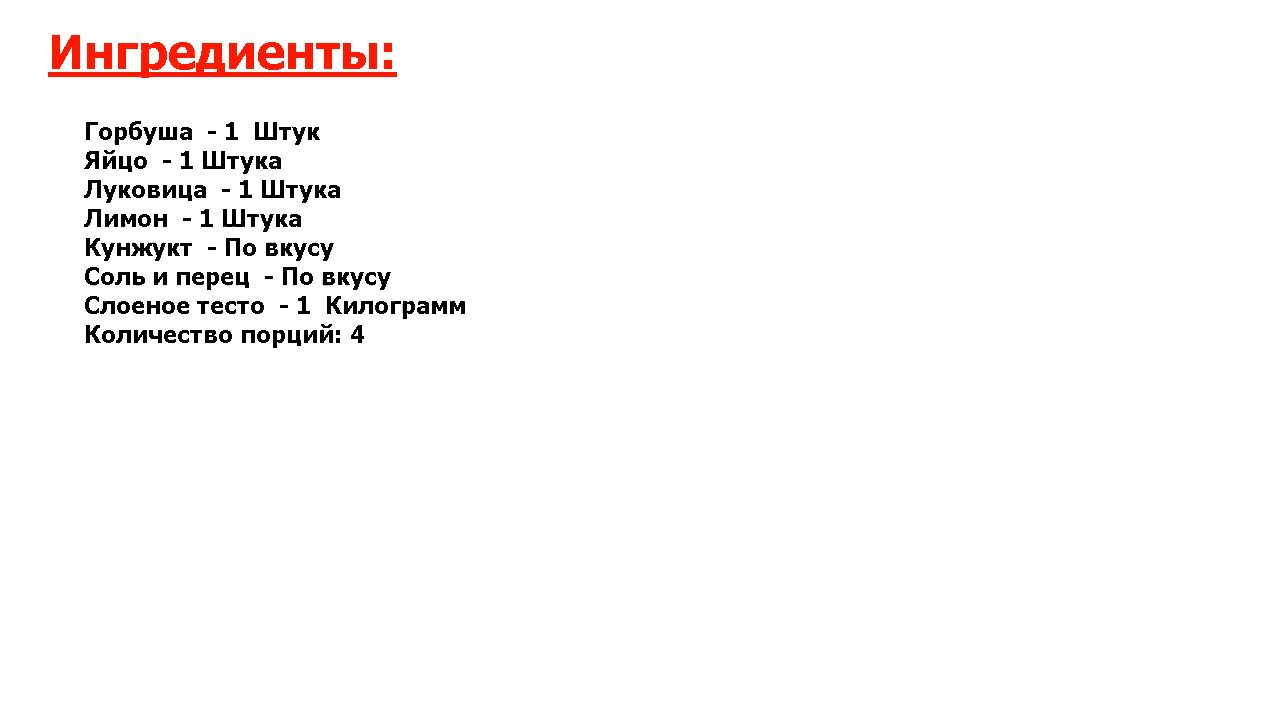 Ингредиенты:
Горбуша - 1 Штук
Яйцо - 1 Штука
Луковица - 1 Штука
Лимон - 1 Штука
Кунжукт - По вкусу
Соль и перец - По вкусу
Слоеное тесто - 1 Килограмм
Количество порций: 4